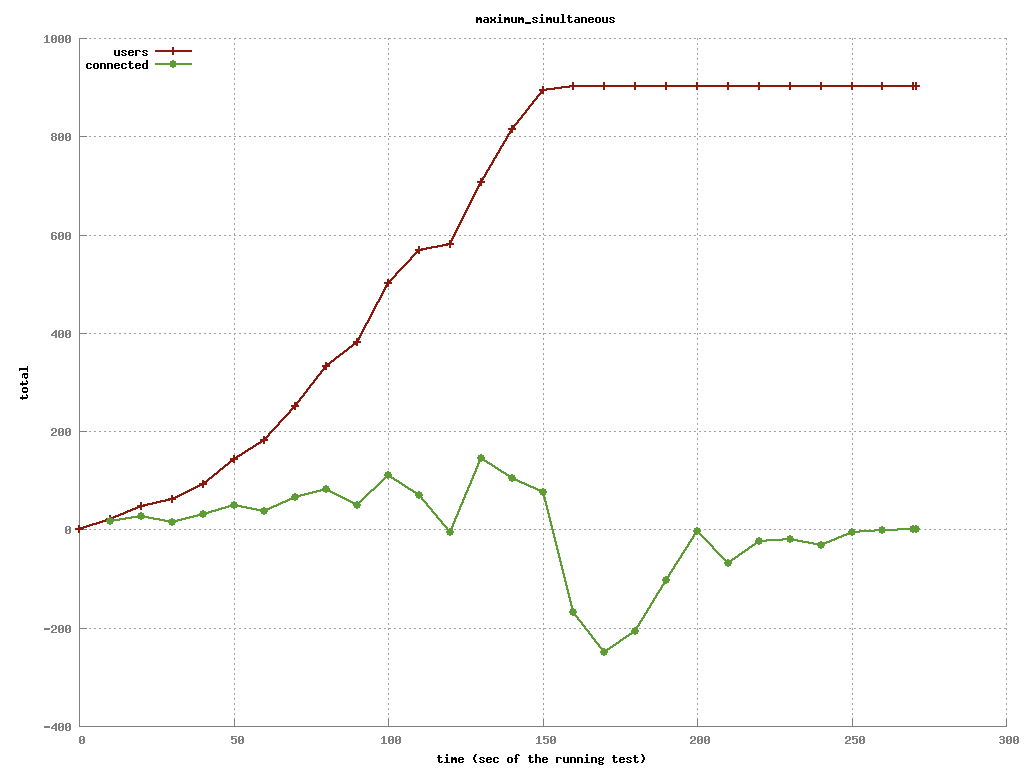 maximum_simultaneous
1000
users
connected
800
600
400
total
200
0
-200
-400
0 50 100 150 200 250 300
time (sec of the running test)